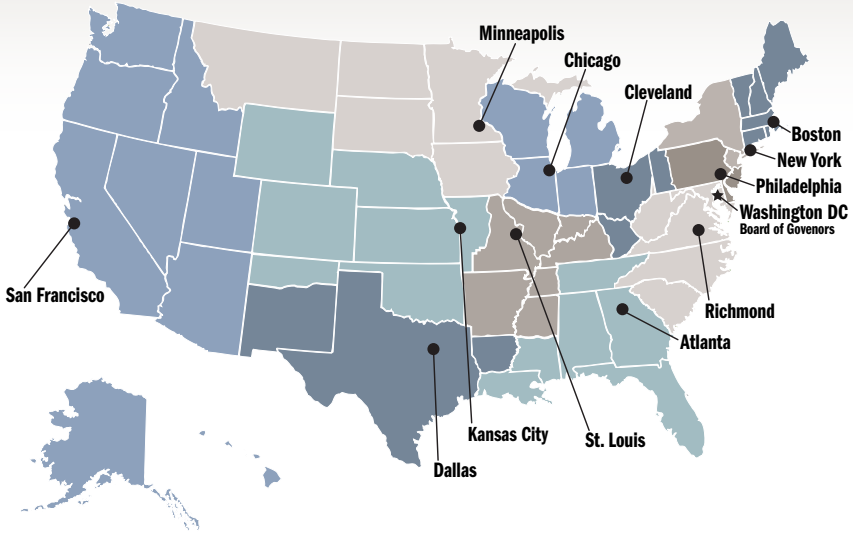 Minneapolis
Chicago
Cleveland
Boston
New York
Philadelphia
Washington DC
Board of Govenors
San Francisco
Richmond
Atlanta
Kansas City
St. Louis
Dallas